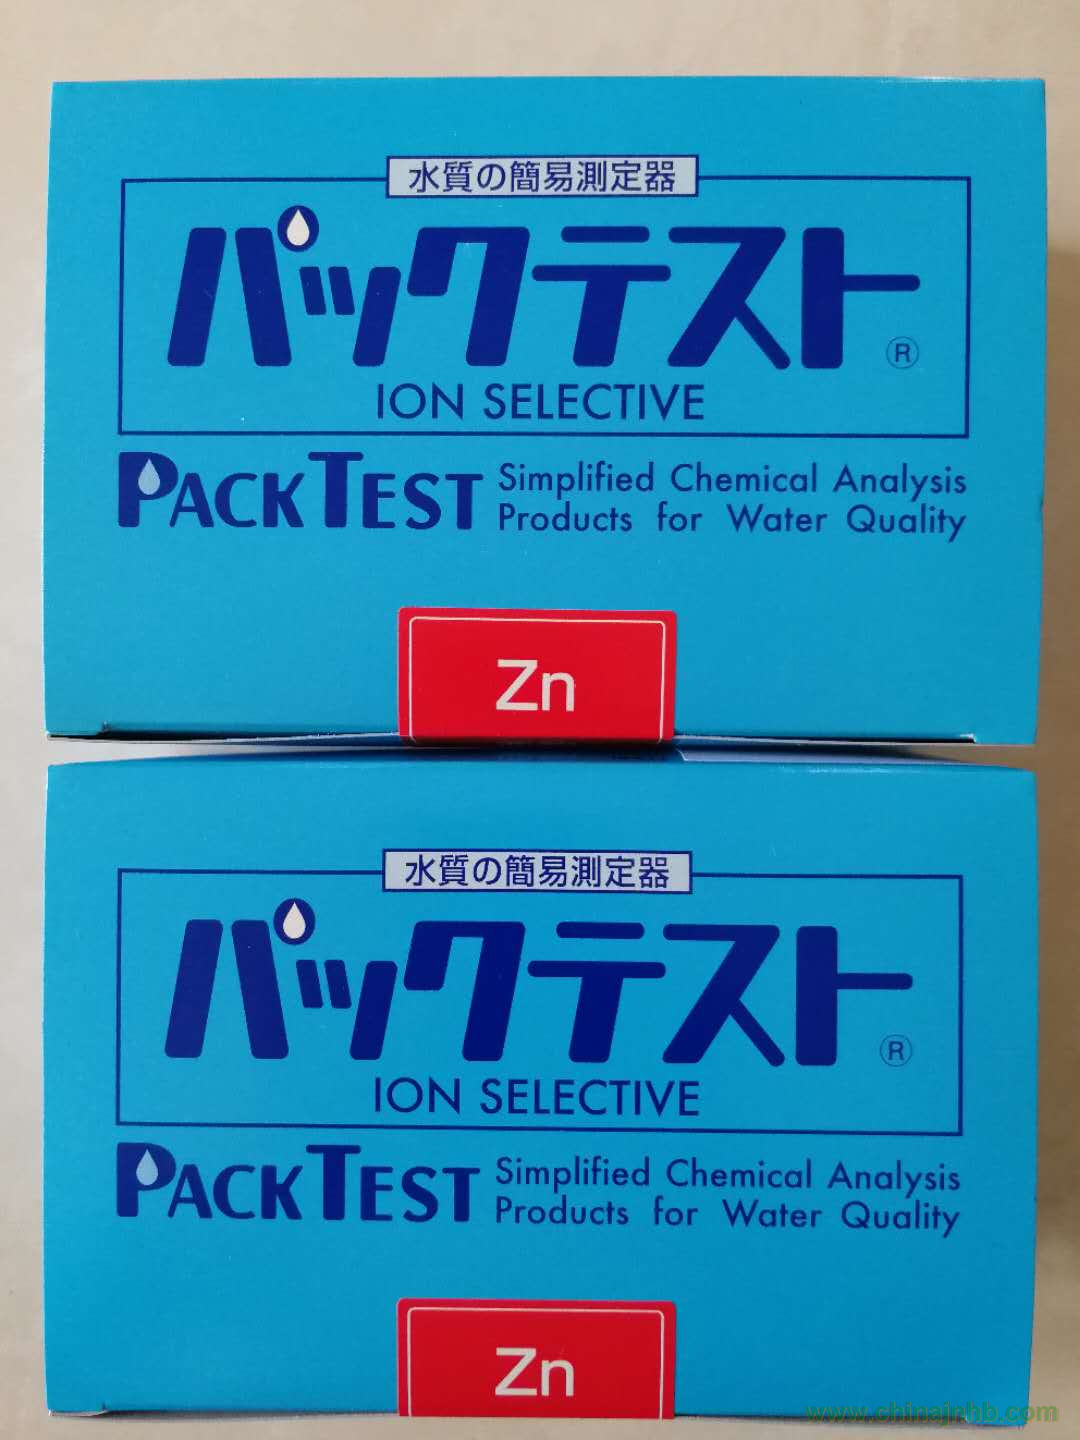 水質の簡易測定器
パックテスト
®
ION SELECTIVE
PACKTEST
Simplified Chemical Analysis
Products for Water Quality
Zn
水質の簡易測定器
パックテスト
®
ION SELECTIVE
PACKTEST
Simplified Chemical Analysis
Products for Water Quality
Zn
www.chinajnhb.com